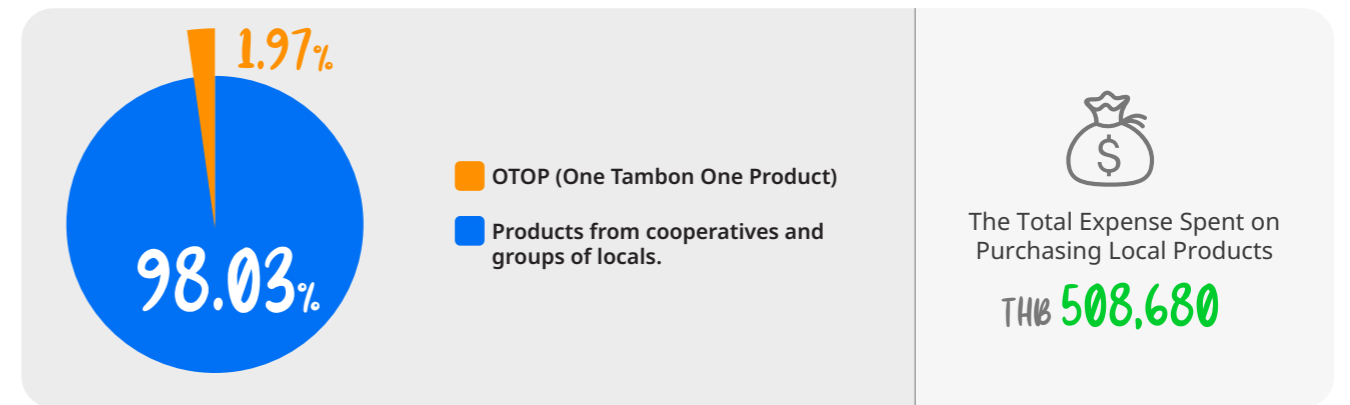 1.97%
98.03%
OTOP (One Tambon One Product)
Products from cooperatives and
groups of locals.
$
The Total Expense Spent on
Purchasing Local Products
THB 508,680